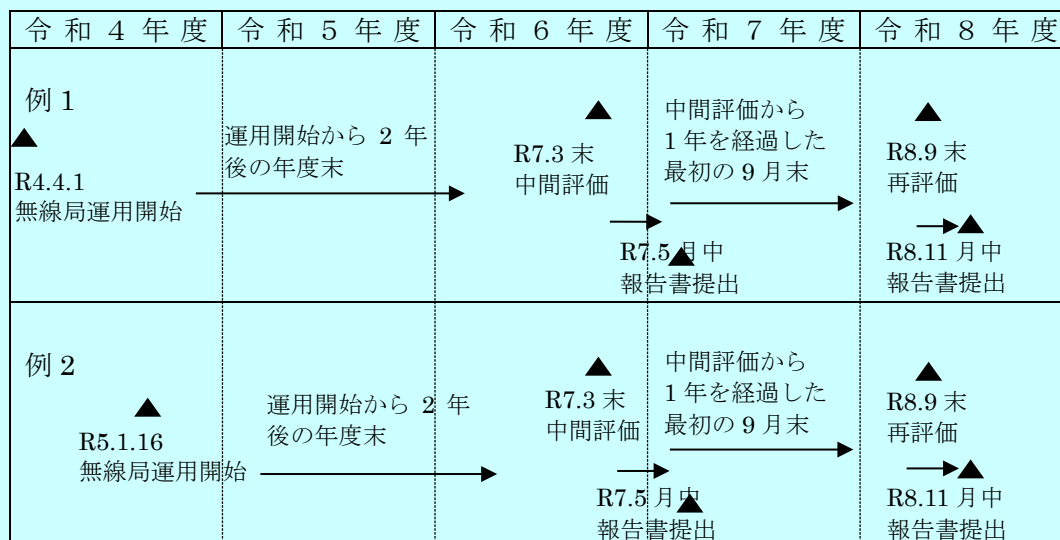 令和4年度 令和5年度 令和6年度 令和7年度 令和8年度
例1
R4.4.1
無線局運用開始
運用開始から 2 年
後の年度末
R7.3 末
中間評価
R7.5 月中
報告書提出
中間評価から
1 年を経過した
最初の 9 月末
R8.9 末
再評価
R8.11 月中
報告書提出
例2
R5.1.16
無線局運用開始
運用開始から 2 年
後の年度末
R7.3 末
中間評価
R7.5 月中
報告書提出
中間評価から
1 年を経過した
最初の 9 月末
R8.9 末
再評価
R8.11 月中
報告書提出